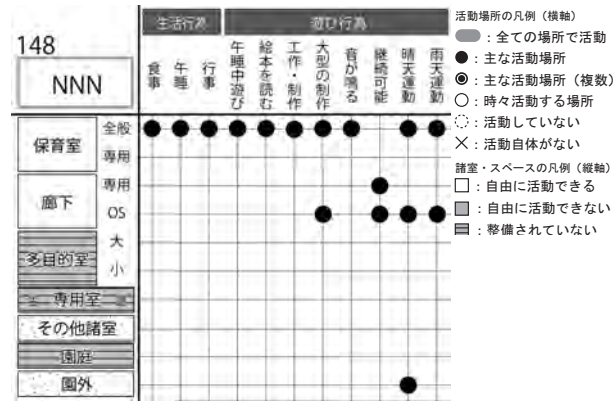 148
NNN
生活行為
遊び行為
食事
午睡
行事
午睡中遊び
絵本を読む
工作・制作
大型の制作
音が鳴る
継続可能
晴天運動
雨天運動
保育室
全般
専用
廊下
専用
OS
多目的室
大
小
専用室
その他諸室
園庭
園外
活動場所の凡例（横軸）
：全ての場所で活動
：主な活動場所
：主な活動場所（複数）
：時々活動する場所
：活動していない
：活動自体がない
諸室・スペースの凡例（縦軸）
：自由に活動できる
：自由に活動できない
：整備されていない